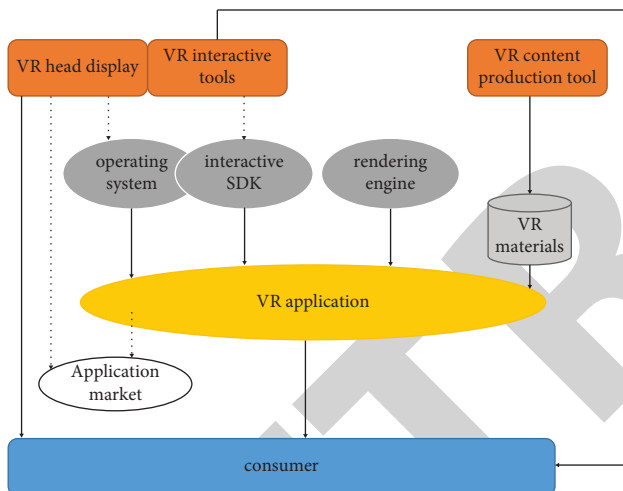 VR head display
VR interactive
tools
VR content
production tool
operating
system
interactive
SDK
rendering
engine
VR
materials
VR application
Application
market
consumer